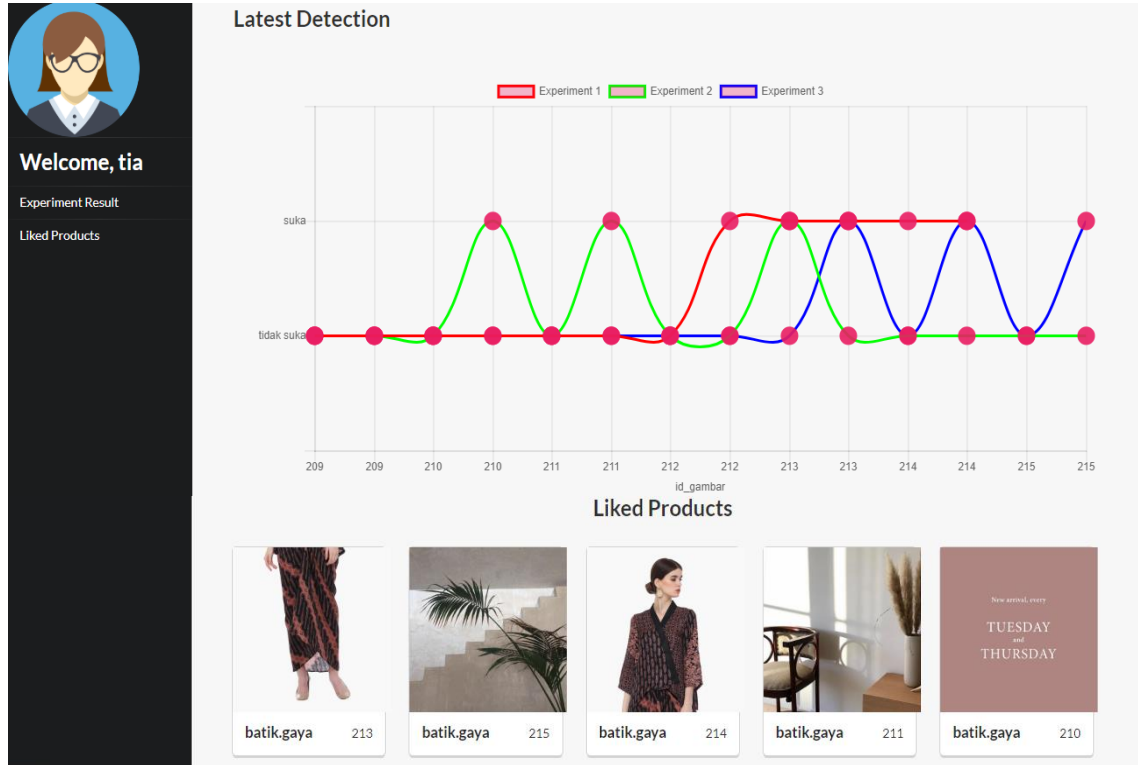 Latest Detection
Experiment 1 Experiment 2 Experiment 3
Welcome, tia
Experiment Result
Liked Products
suka
tidak suka
209 209 210 210 211 211 212 212 213 213 214 214 215 215
id_gambar
Liked Products
New arrival, every
TUESDAY
and
THURSDAY
batik.gaya 213
batik.gaya 215
batik.gaya 214
batik.gaya 211
batik.gaya 210